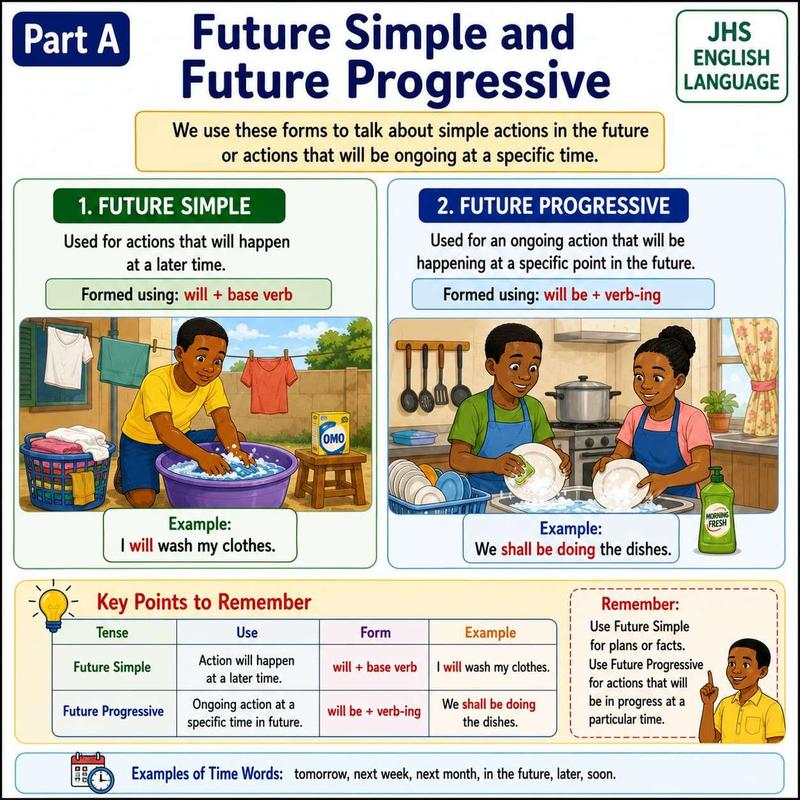 Part A
Future Simple and
Future Progressive
JHS
ENGLISH
LANGUAGE
We use these forms to talk about simple actions in the future
or actions that will be ongoing at a specific time.
1. FUTURE SIMPLE
Used for actions that will happen
at a later time.
Formed using: will + base verb
OMO
Example:
I will wash my clothes.
2. FUTURE PROGRESSIVE
Used for an ongoing action that will be
happening at a specific point in the future.
Formed using: will be + verb-ing
MORNING
FRESH
Example:
We shall be doing the dishes.
Key Points to Remember
Tense Use Form Example
Future Simple Action will happen at a later time. will + base verb I will wash my clothes.
Future Progressive Ongoing action at a specific time in future. will be + verb-ing We shall be doing the dishes.
Remember:
Use Future Simple
for plans or facts.
Use Future Progressive
for actions that will
be in progress at a
particular time.
Examples of Time Words: tomorrow, next week, next month, in the future, later, soon.